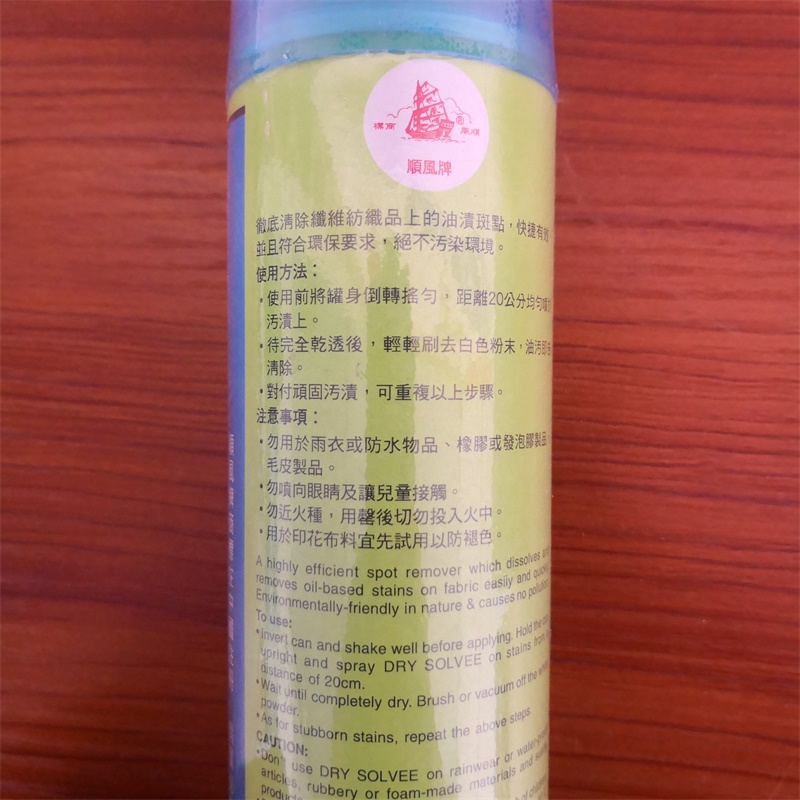 標商 ® 風順
順風牌
徹底清除纖維紡織品上的油漬斑點，快捷有效
並且符合環保要求，絕不污染環境。
使用方法：
•使用前將罐身倒轉搖勻，距離20公分均勻噴
污漬上。
•待完全乾透後，輕輕刷去白色粉末，油污即
清除。
•對付頑固污漬，可重複以上步驟。
注意事項：
•勿用於雨衣或防水物品、橡膠或發泡膠製品
毛皮製品。
•勿噴向眼睛及讓兒童接觸。
•勿近火種，用罄後切勿投入火中。
•用於印花布料宜先試用以防褪色。
A highly efficient spot remover which dissolves
removes oil-based stains on fabric easily and
Environmentally-friendly in nature & causes no
To use:
•Invert can and shake well before applying. Hold the
upright and spray DRY SOLVEE on stains from
distance of 20cm.
•Wait until completely dry. Brush or vacuum off the
powder.
•As for stubborn stains, repeat the above steps.
CAUTION:
•Don't use DRY SOLVEE on rainwear or
articles, rubbery or foam-made materials and